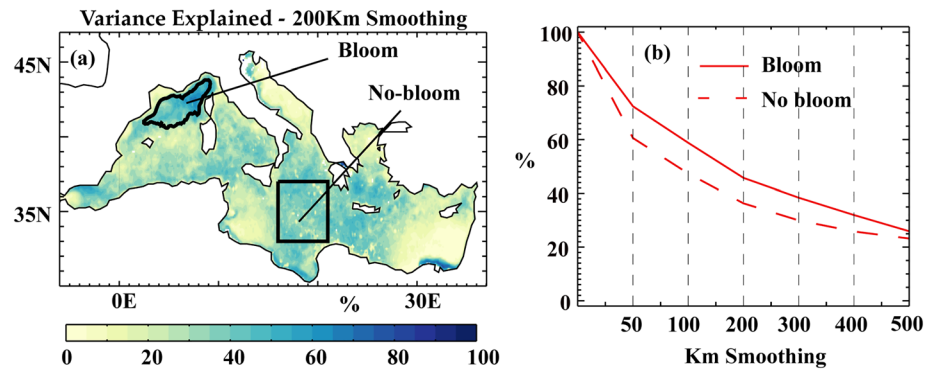 Variance Explained - 200Km Smoothing
(a)
45N
35N
Bloom
No-bloom
0E
%
30E
0 20 40 60 80 100
(b)
100
80
60
40
20
0
%
Bloom
No bloom
50 100 200 300 400 500
Km Smoothing